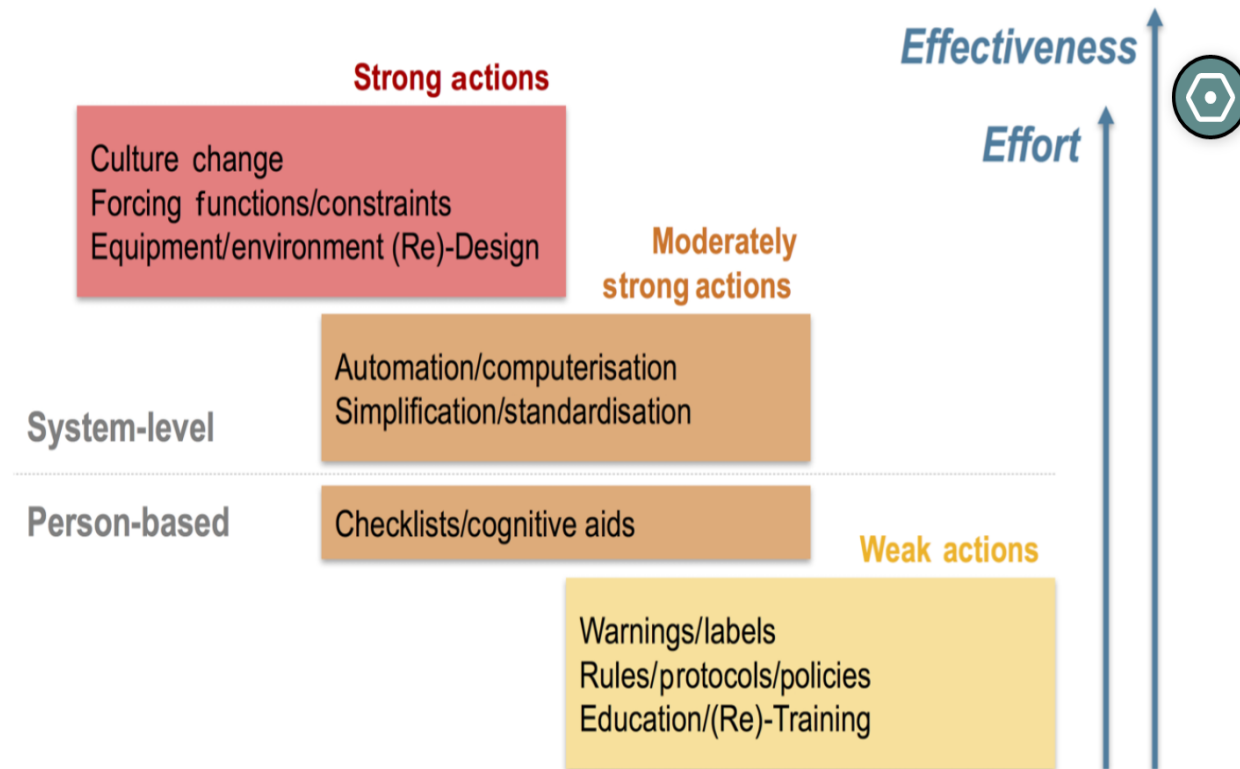 Effectiveness
Strong actions
Effort
Culture change
Forcing functions/constraints
Equipment/environment (Re)-Design
Moderately
strong actions
Automation/computerisation
Simplification/standardisation
System-level
Person-based
Checklists/cognitive aids
Weak actions
Warnings/labels
Rules/protocols/policies
Education/(Re)-Training